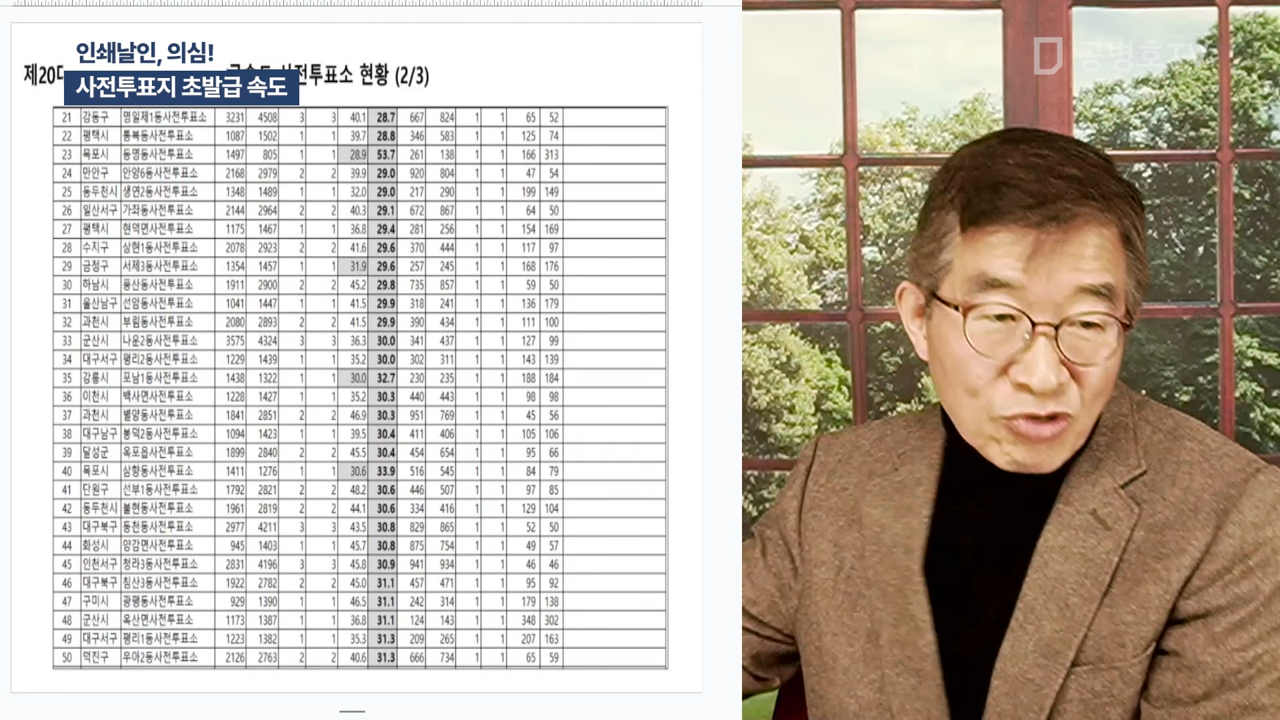 인쇄날인, 의심!
제20대
사전투표지 초발급 속도
전투표소 현황 (2/3)
공병호TV
21 강동구 명일제1동사전투표소 3231 4508 3 3 40.1 28.7 667 824 1 1 65 52
22 평택시 통복동사전투표소 1087 1502 1 1 39.7 28.8 346 583 1 1 125 74
23 목포시 동명동사전투표소 1497 805 1 1 28.9 53.7 261 138 1 1 166 313
24 만안구 안양6동사전투표소 2168 2979 2 2 39.9 29.0 920 804 1 1 47 54
25 동두천시 생연2동사전투표소 1348 1489 1 1 32.0 29.0 217 290 1 1 199 149
26 일산서구 가좌동사전투표소 2144 2964 2 2 40.3 29.1 672 867 1 1 64 50
27 평택시 현덕면사전투표소 1175 1467 1 1 36.8 29.4 281 256 1 1 154 169
28 수지구 상현1동사전투표소 2078 2923 2 2 41.6 29.6 370 444 1 1 117 97
29 금정구 서제3동사전투표소 1354 1457 1 1 31.9 29.6 257 245 1 1 168 176
30 하남시 풍산동사전투표소 1911 2900 2 2 45.2 29.8 735 857 1 1 59 50
31 울산남구 선암동사전투표소 1041 1447 1 1 41.5 29.9 318 241 1 1 136 179
32 과천시 부림동사전투표소 2080 2893 2 2 41.5 29.9 390 434 1 1 111 100
33 군산시 나운2동사전투표소 3575 4324 3 3 36.3 30.0 341 437 1 1 127 99
34 대구서구 평리2동사전투표소 1229 1439 1 1 35.2 30.0 302 311 1 1 143 139
35 강릉시 포남1동사전투표소 1438 1322 1 1 30.0 32.7 230 235 1 1 188 184
36 이천시 백사면사전투표소 1228 1427 1 1 35.2 30.3 440 443 1 1 98 98
37 과천시 별양동사전투표소 1841 2851 2 2 46.9 30.3 951 769 1 1 45 56
38 대구남구 봉덕2동사전투표소 1094 1423 1 1 39.5 30.4 411 406 1 1 105 106
39 달성군 옥포읍사전투표소 1899 2840 2 2 45.5 30.4 454 654 1 1 95 66
40 목포시 삼향동사전투표소 1411 1276 1 1 30.6 33.9 516 545 1 1 84 79
41 단원구 선부1동사전투표소 1792 2821 2 2 48.2 30.6 446 507 1 1 97 85
42 동두천시 불현동사전투표소 1961 2819 2 2 44.1 30.6 334 416 1 1 129 104
43 대구북구 동천동사전투표소 2977 4211 3 3 43.5 30.8 829 865 1 1 52 50
44 화성시 양감면사전투표소 945 1403 1 1 45.7 30.8 875 754 1 1 49 57
45 인천서구 청라3동사전투표소 2831 4196 3 3 45.8 30.9 941 934 1 1 46 46
46 대구북구 침산3동사전투표소 1922 2782 2 2 45.0 31.1 457 471 1 1 95 92
47 구미시 광평동사전투표소 929 1390 1 1 46.5 31.1 242 314 1 1 179 138
48 군산시 옥산면사전투표소 1173 1387 1 1 36.8 31.1 124 143 1 1 348 302
49 대구서구 평리1동사전투표소 1223 1382 1 1 35.3 31.3 209 265 1 1 207 163
50 덕진구 우아2동사전투표소 2126 2763 2 2 40.6 31.3 666 734 1 1 65 59